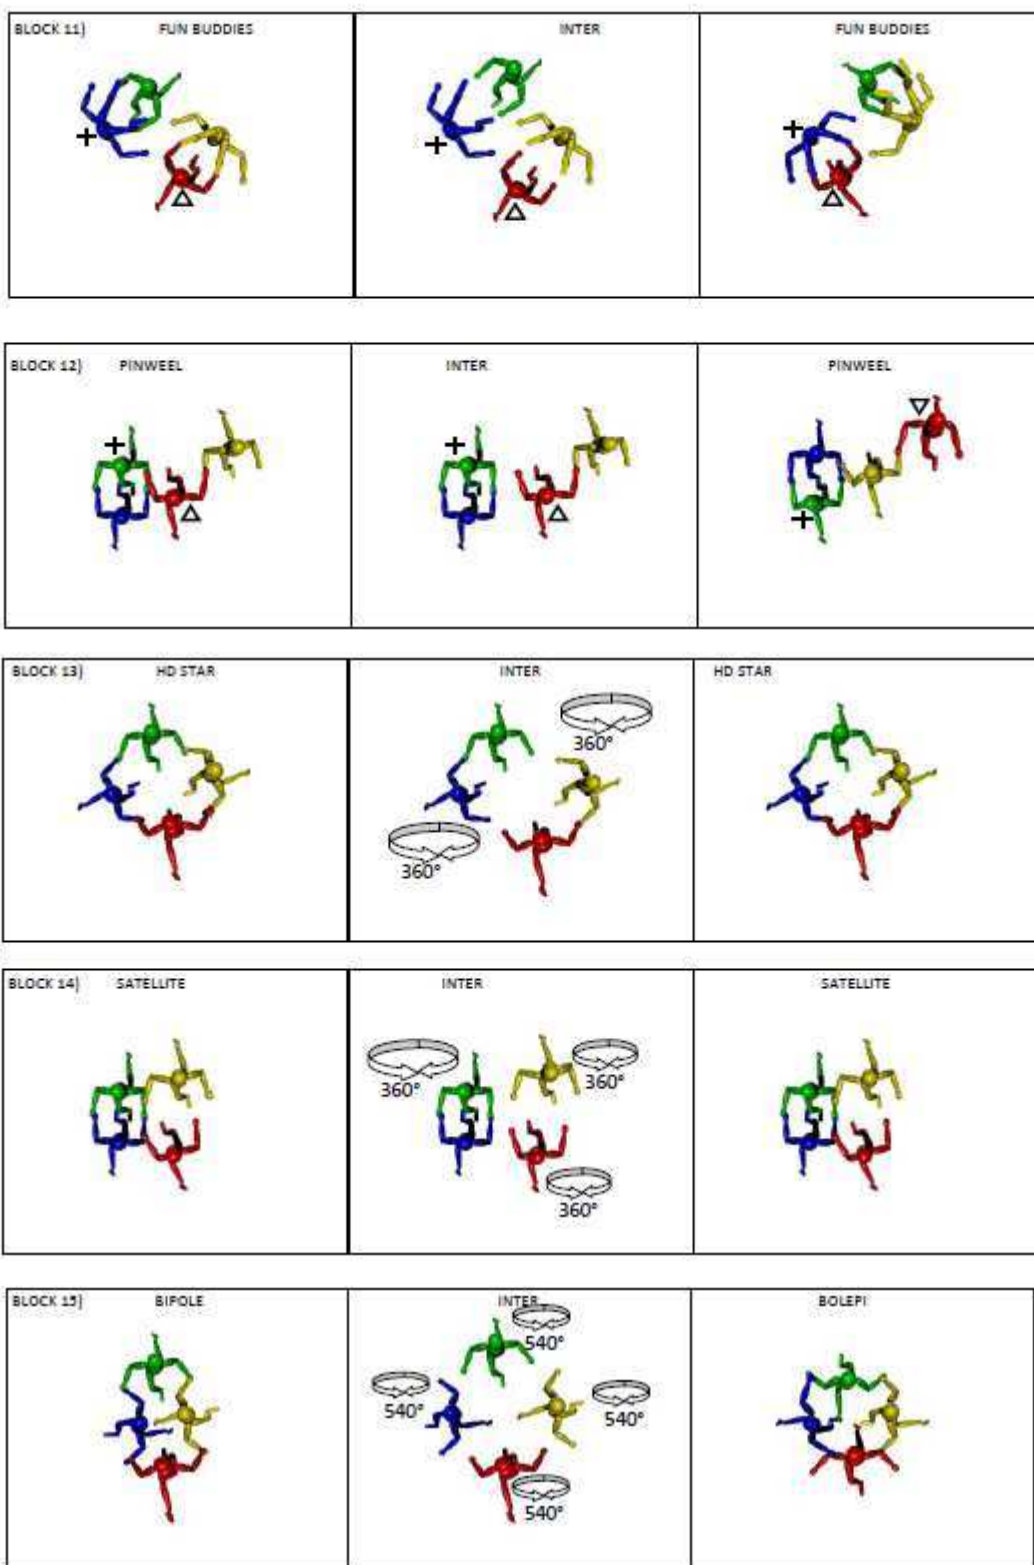 BLOCK 11) FUN BUDDIES INTER FUN BUDDIES
BLOCK 12) PINWEEL INTER PINWEEL
BLOCK 13) HD STAR INTER HD STAR
360°
360°
BLOCK 14) SATELLITE INTER SATELLITE
360° 360°
360°
BLOCK 15) BIPOLE INTER BOLEPI
540°
540° 540°
540°